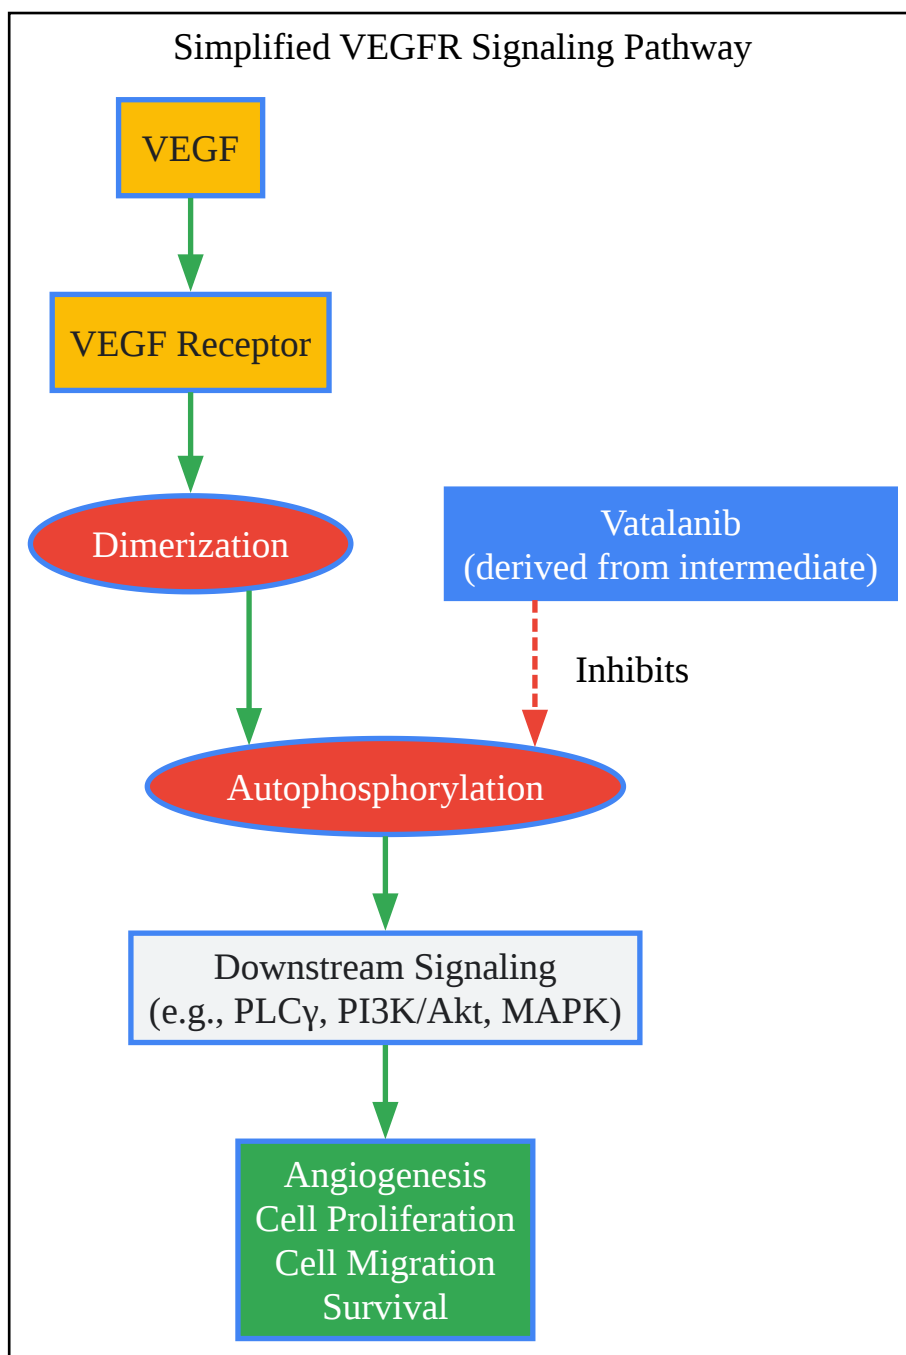 Simplified VEGFR Signaling Pathway
VEGF
VEGF Receptor
Dimerization
Vatalanib
(derived from intermediate)
Inhibits
Autophosphorylation
Downstream Signaling
(e.g., PLCγ, PI3K/Akt, MAPK)
Angiogenesis
Cell Proliferation
Cell Migration
Survival